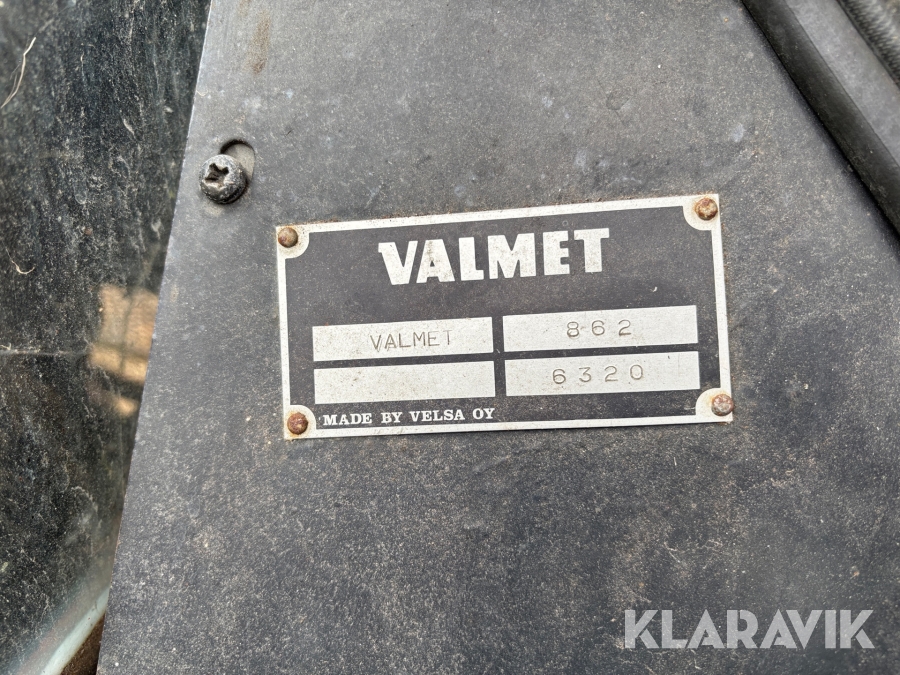 VALMET
VALMET 862
6320
MADE BY VELSA OY
KLARAVIK